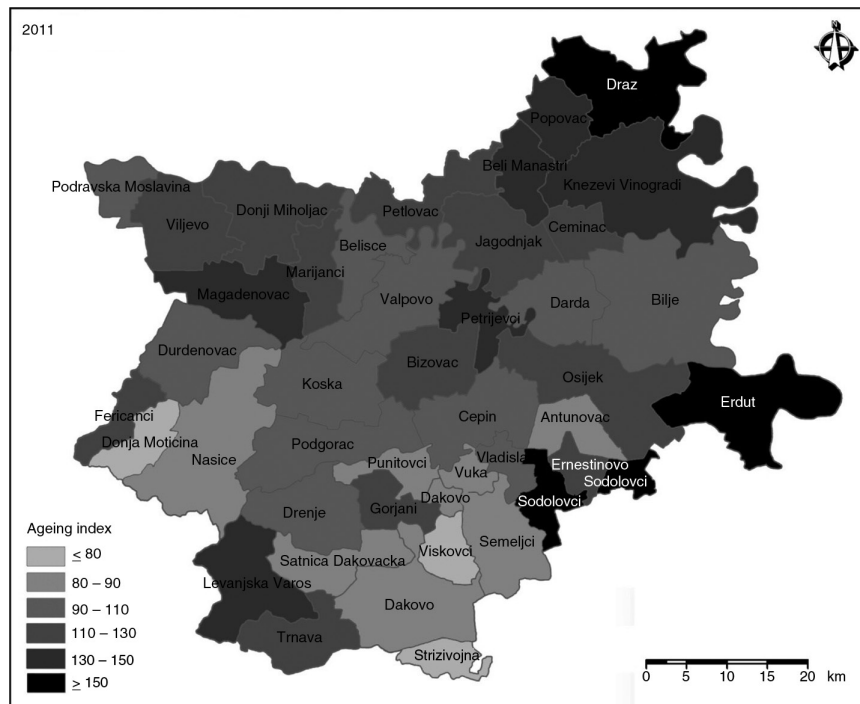 2011
Draz
Popovac
Beli Manastri
Knezevi Vinogradi
Podravska Moslavina
Viljevo
Donji Miholjac
Petlovac
Ceminac
Jagodnjak
Belisce
Marijanci
Magadenovac
Valpovo
Darda
Bilje
Petrijevci
Durdenovac
Bizovac
Koska
Osijek
Erdut
Fericanci
Cepin
Antunovac
Donja Moticina
Podgorac
Nasice
Punitovci
Vladisla
Vuka
Ernestinovo
Sodolovci
Dakovo
Sodolovci
Gorjani
Drenje
Semeljci
Viskovci
Satnica Dakovacka
Levanjska Varos
Dakovo
Trnava
Strizivojna
Ageing index
≤ 80
80 – 90
90 – 110
110 – 130
130 – 150
≥ 150
0 5 10 15 20 km